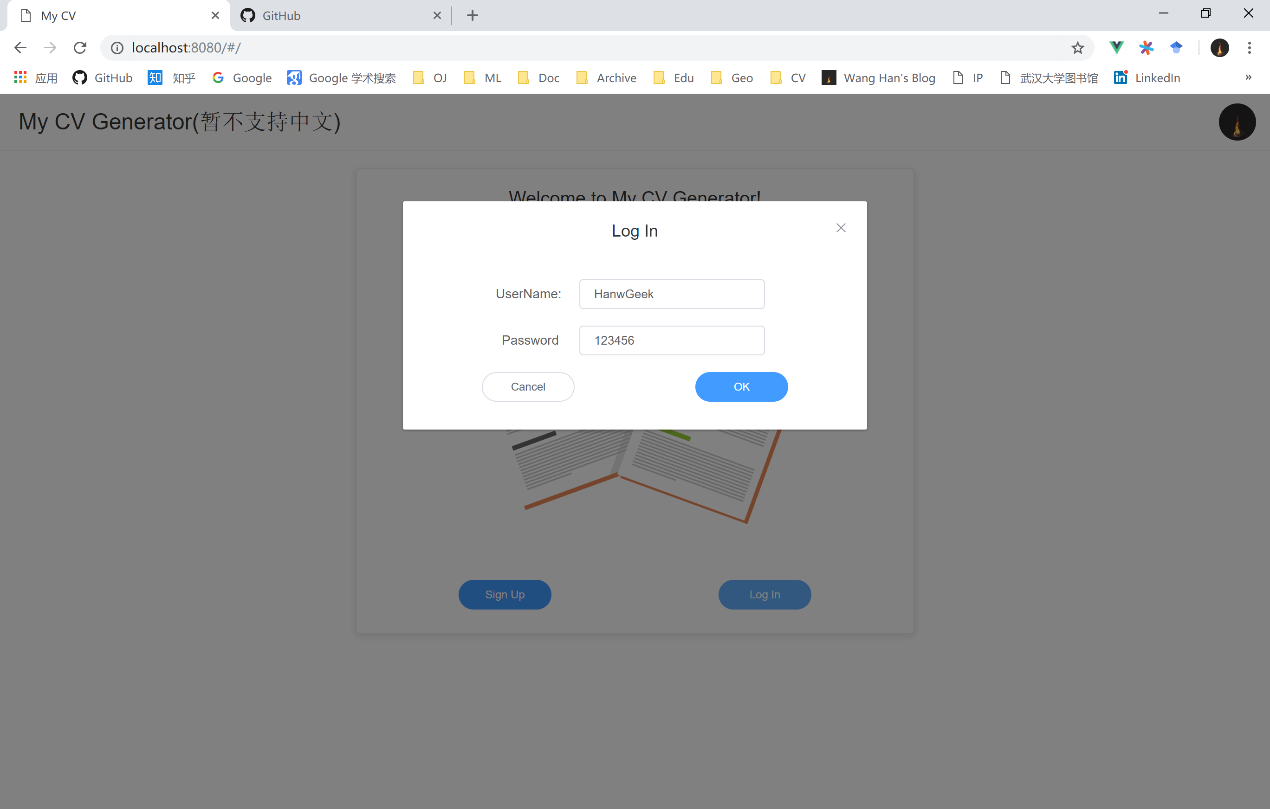 My CV
GitHub
localhost:8080/#/
应用 GitHub 知 知乎 Google Google 学术搜索 OJ ML Doc Archive Edu Geo CV Wang Han's Blog IP 武汉大学图书馆 in LinkedIn »
My CV Generator(暂不支持中文)
Welcome to My CV Generator!
Log In
UserName: HanwGeek
Password 123456
Cancel OK
Sign Up Log In